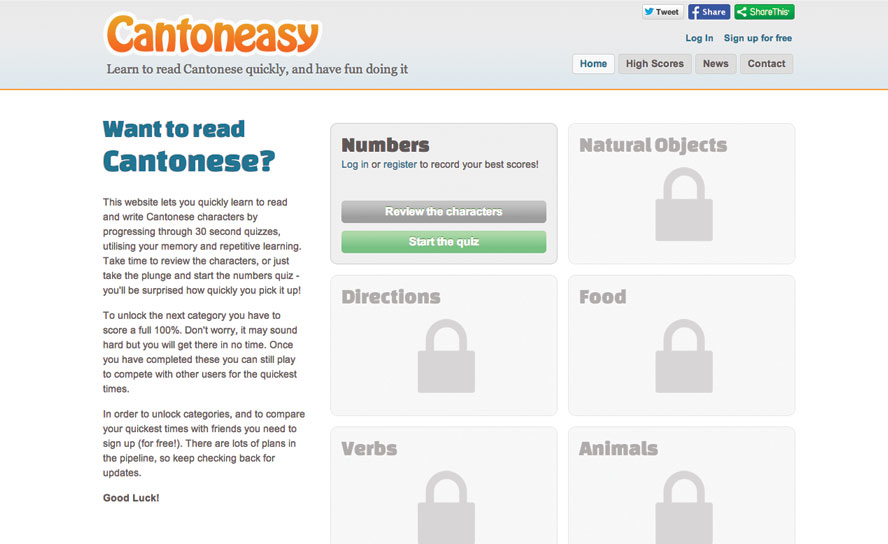 Cantoneasy
Learn to read Cantonese quickly, and have fun doing it
Tweet
Share
ShareThis
Log In
Sign up for free
Home
High Scores
News
Contact
Want to read
Cantonese?
This website lets you quickly learn to read
and write Cantonese characters by
progressing through 30 second quizzes,
utilising your memory and repetitive learning.
Take time to review the characters, or just
take the plunge and start the numbers quiz -
you'll be surprised how quickly you pick it up!
To unlock the next category you have to
score a full 100%. Don't worry, it may sound
hard but you will get there in no time. Once
you have completed these you can still play
to compete with other users for the quickest
times.
In order to unlock categories, and to compare
your quickest times with friends you need to
sign up (for free!). There are lots of plans in
the pipeline, so keep checking back for
updates.
Good Luck!
Numbers
Log in or register to record your best scores!
Review the characters
Start the quiz
Natural Objects
Directions
Food
Verbs
Animals